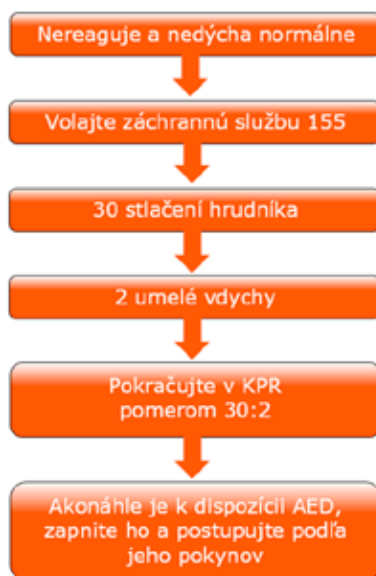 Nereaguje a nedýcha normálne
Volajte záchrannú službu 155
30 stlačení hrudníka
2 umelé vdychy
Pokračujte v KPR
pomerom 30:2
Akonáhle je k dispozícii AED,
zapnite ho a postupujte podľa
jeho pokynov